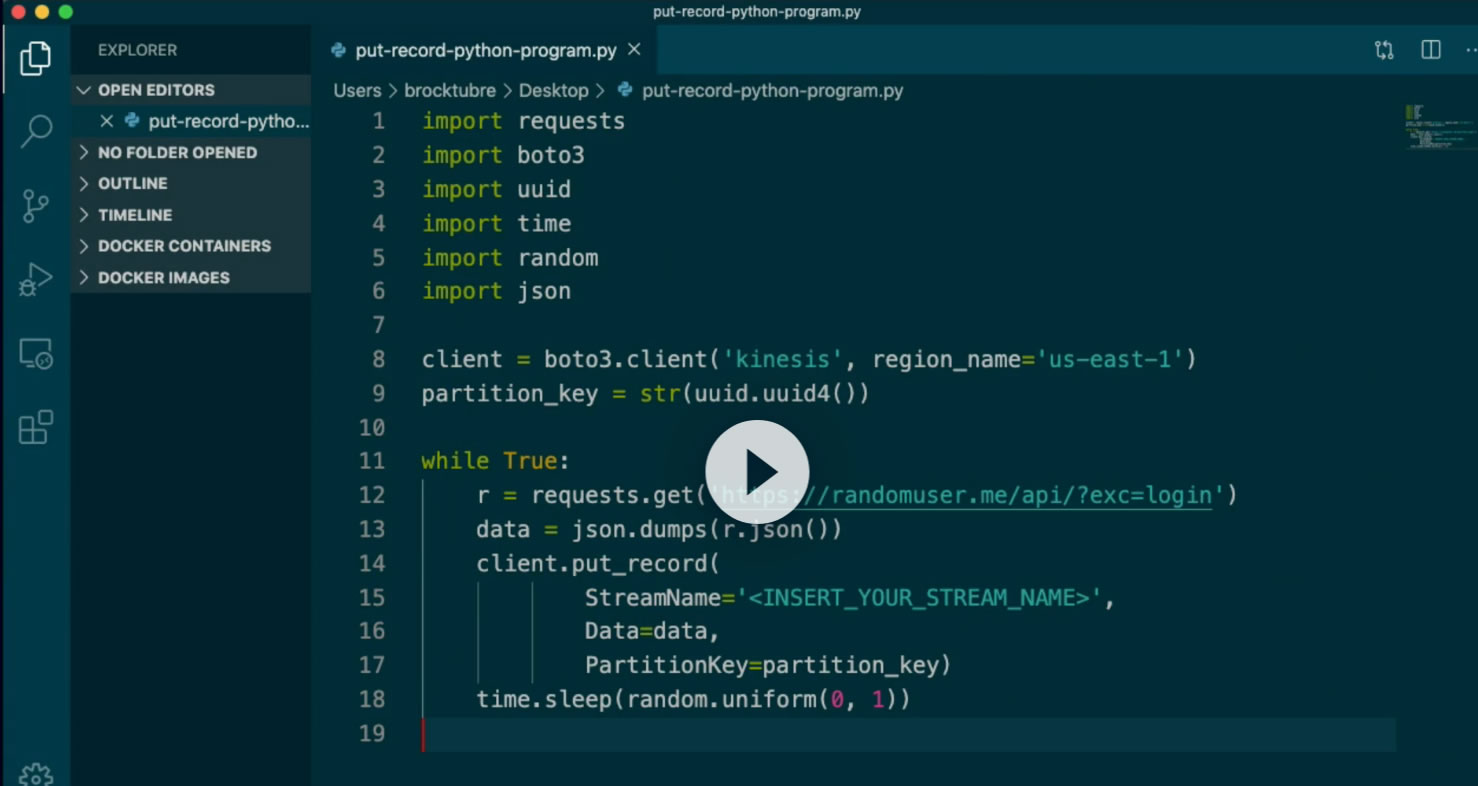 put-record-python-program.py
EXPLORER
OPEN EDITORS
put-record-pytho...
NO FOLDER OPENED
OUTLINE
TIMELINE
DOCKER CONTAINERS
DOCKER IMAGES
put-record-python-program.py
Users > brocktubre > Desktop > put-record-python-program.py
1 import requests
2 import boto3
3 import uuid
4 import time
5 import random
6 import json
7
8 client = boto3.client('kinesis', region_name='us-east-1')
9 partition_key = str(uuid.uuid4())
10
11 while True:
12     r = requests.get('https://randomuser.me/api/?exc=login')
13     data = json.dumps(r.json())
14     client.put_record(
15             StreamName='<INSERT_YOUR_STREAM_NAME>',
16             Data=data,
17             PartitionKey=partition_key)
18     time.sleep(random.uniform(0, 1))
19